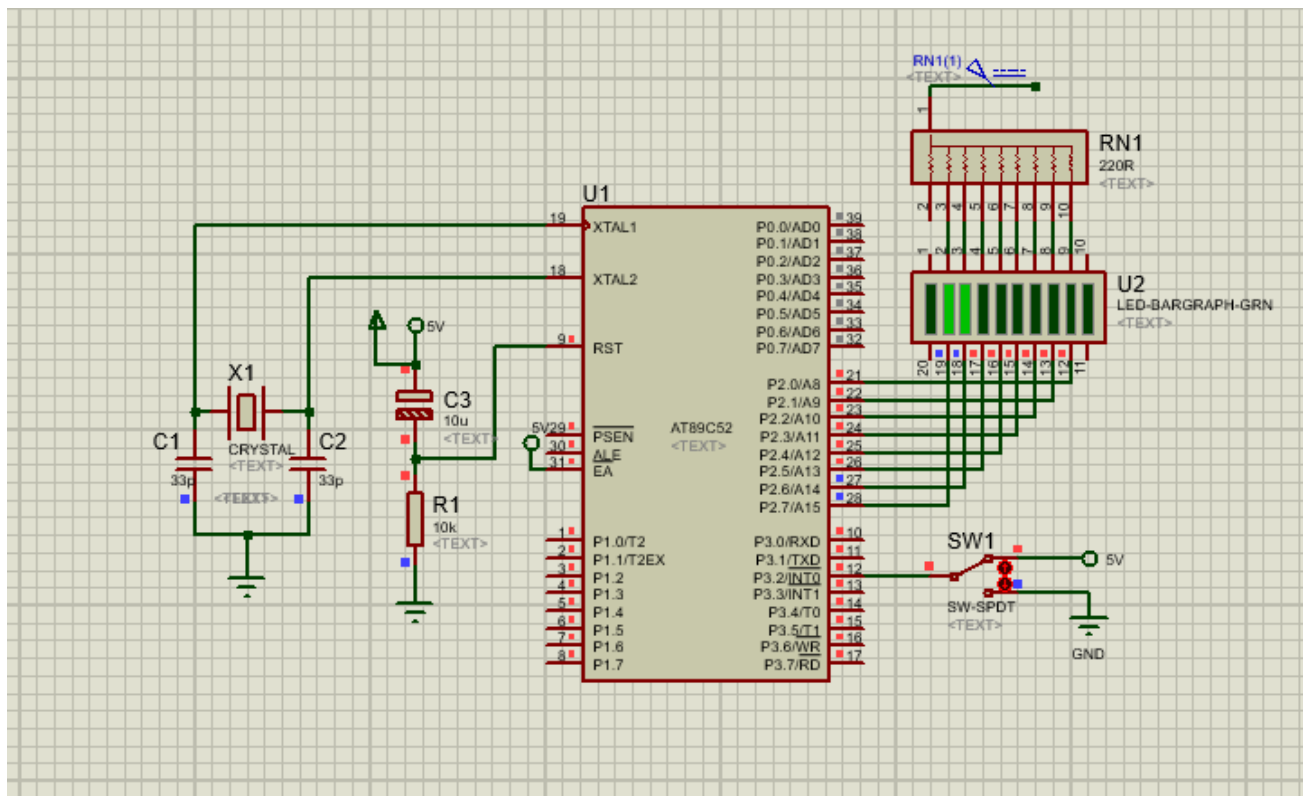 RN1(1)
<TEXT>
1
RN1
220R
<TEXT>
2 3 4 5 6 7 8 9 10
1 2 3 4 5 6 7 8 9 10
U2
LED-BARGRAPH-GRN
<TEXT>
20 19 18 17 16 15 14 13 12 11
U1
19 XTAL1
18 XTAL2
9 RST
29 PSEN
30 ALE
31 EA
1 P1.0/T2
2 P1.1/T2EX
3 P1.2
4 P1.3
5 P1.4
6 P1.5
7 P1.6
8 P1.7
AT89C52
<TEXT>
P0.0/AD0 39
P0.1/AD1 38
P0.2/AD2 37
P0.3/AD3 36
P0.4/AD4 35
P0.5/AD5 34
P0.6/AD6 33
P0.7/AD7 32
P2.0/A8 21
P2.1/A9 22
P2.2/A10 23
P2.3/A11 24
P2.4/A12 25
P2.5/A13 26
P2.6/A14 27
P2.7/A15 28
P3.0/RXD 10
P3.1/TXD 11
P3.2/INT0 12
P3.3/INT1 13
P3.4/T0 14
P3.5/T1 15
P3.6/WR 16
P3.7/RD 17
5V
C3
10u
<TEXT>
5V
X1
CRYSTAL
<TEXT>
C1
33p
C2
33p
R1
10k
<TEXT>
SW1
SW-SPDT
<TEXT>
5V
GND